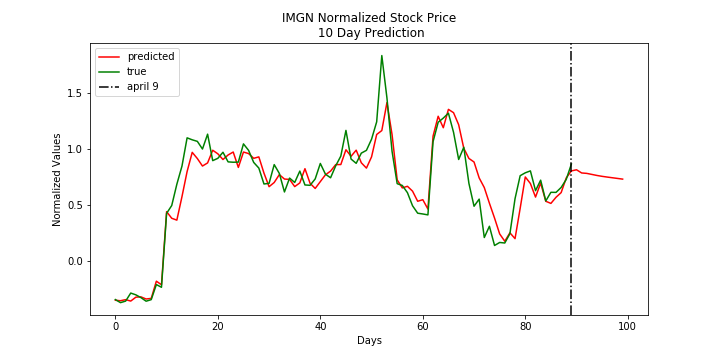 IMGN Normalized Stock Price
10 Day Prediction
predicted
true
april 9
Normalized Values
1.5
1.0
0.5
0.0
0
20
40
60
80
100
Days